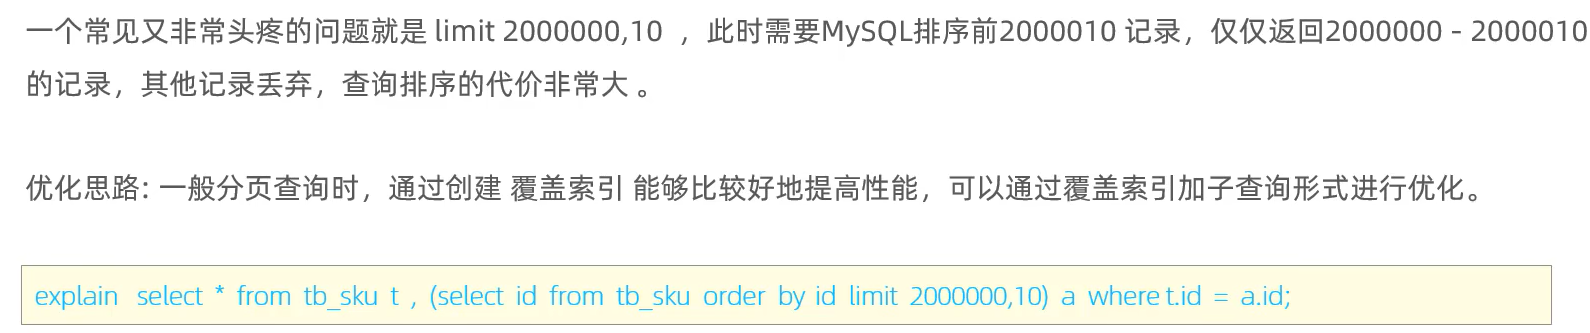 一个常见又非常头疼的问题就是 limit 2000000,10 ，此时需要MySQL排序前2000010 记录，仅仅返回2000000 - 2000010
的记录，其他记录丢弃，查询排序的代价非常大 。
优化思路: 一般分页查询时，通过创建 覆盖索引 能够比较好地提高性能，可以通过覆盖索引加子查询形式进行优化。
explain select * from tb_sku t , (select id from tb_sku order by id limit 2000000,10) a where t.id = a.id;